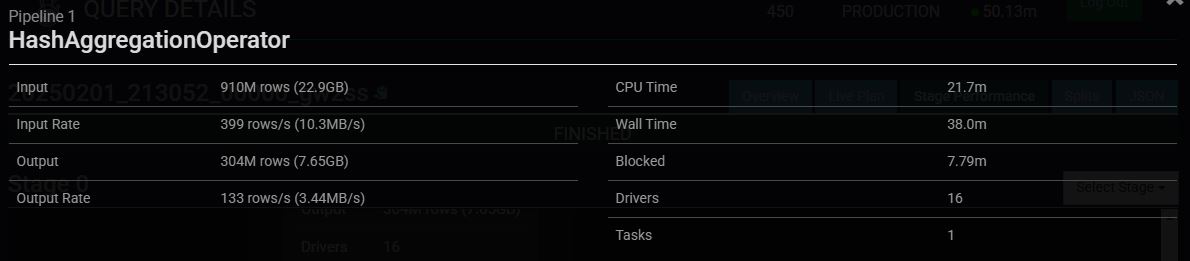 QUERY DETAILS
450 PRODUCTION 50.13m Log Out
Pipeline 1
HashAggregationOperator
Input 910M rows (22.9GB) CPU Time 21.7m
Overview Live Plan Stage Performance Splits JSON
Input Rate 399 rows/s (10.3MB/s) Wall Time 38.0m
FINISHED
Output 304M rows (7.65GB) Blocked 7.79m
Stage 0 Select Stage
Output Rate 133 rows/s (3.44MB/s) Drivers 16
Output 304M rows (7.65GB)
Tasks 1
Drivers 16